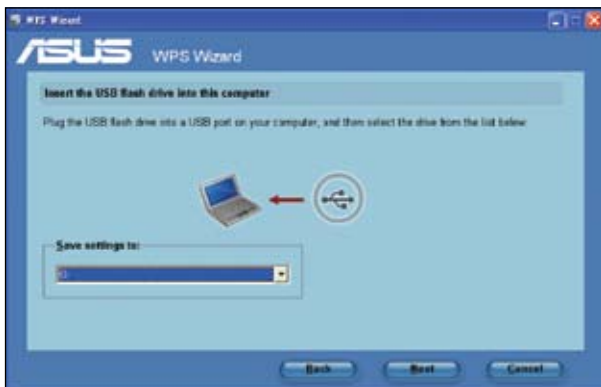 WPS Wizard
ASUS WPS Wizard
Insert the USB flash drive into this computer
Plug the USB flash drive into a USB port on your computer, and then select the drive from the list below:
Save settings to:
Back Next Cancel